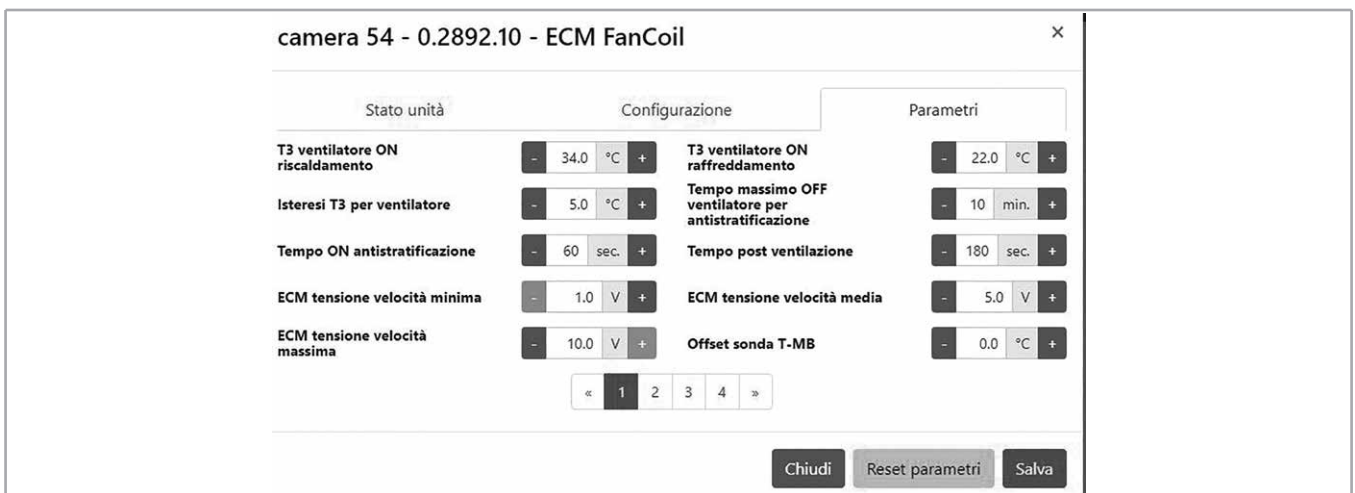 camera 54 - 0.2892.10 - ECM FanCoil ×
Stato unità Configurazione Parametri
T3 ventilatore ON
riscaldamento
- 34.0 °C +
T3 ventilatore ON
raffreddamento
- 22.0 °C +
Isteresi T3 per ventilatore
- 5.0 °C +
Tempo massimo OFF
ventilatore per
antistratificazione
- 10 min. +
Tempo ON antistratificazione
- 60 sec. +
Tempo post ventilazione
- 180 sec. +
ECM tensione velocità minima
- 1.0 V +
ECM tensione velocità media
- 5.0 V +
ECM tensione velocità
massima
- 10.0 V +
Offset sonda T-MB
- 0.0 °C +
« 1 2 3 4 »
Chiudi Reset parametri Salva